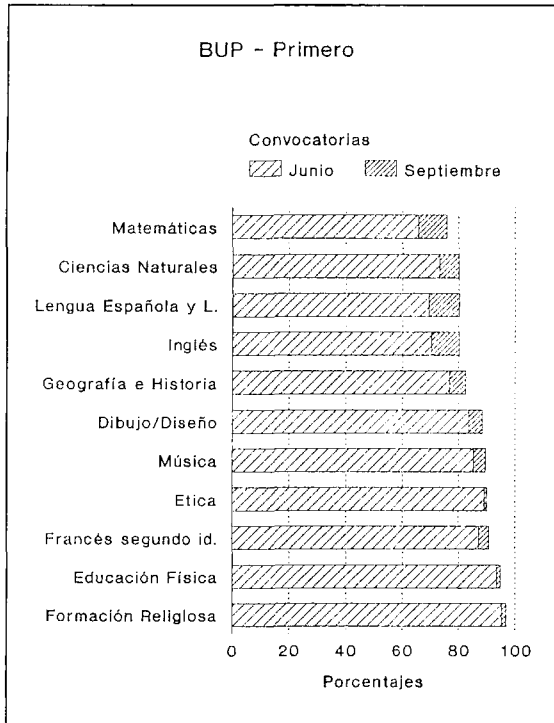 BUP - Primero
Convocatorias
Junio Septiembre
Matemáticas
Ciencias Naturales
Lengua Española y L.
Inglés
Geografía e Historia
Dibujo/Diseño
Música
Etica
Francés segundo id.
Educación Física
Formación Religiosa
0 20 40 60 80 100
Porcentajes